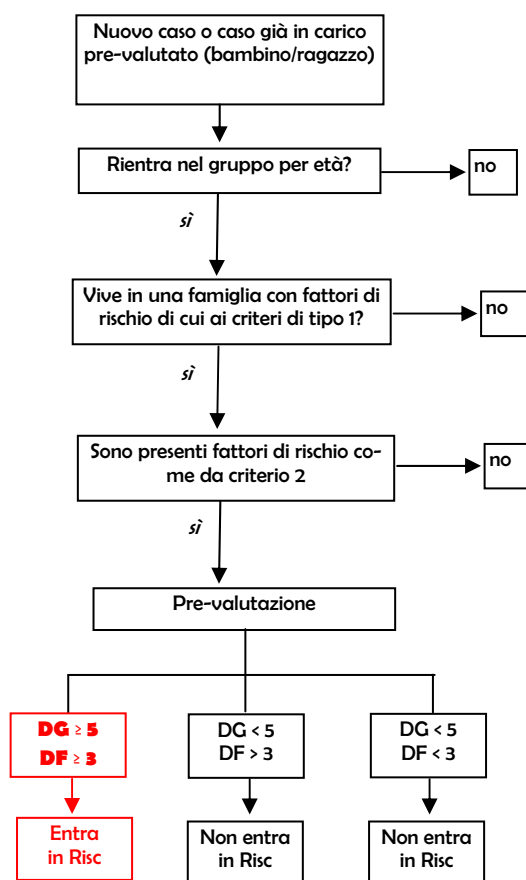 Nuovo caso o caso già in carico
pre-valutato (bambino/ragazzo)
Rientra nel gruppo per età?
no
sì
Vive in una famiglia con fattori di
rischio di cui ai criteri di tipo 1?
no
sì
Sono presenti fattori di rischio co-
me da criterio 2
no
sì
Pre-valutazione
DG ≥ 5
DF ≥ 3
DG < 5
DF > 3
DG < 5
DF < 3
Entra
in Risc
Non entra
in Risc
Non entra
in Risc